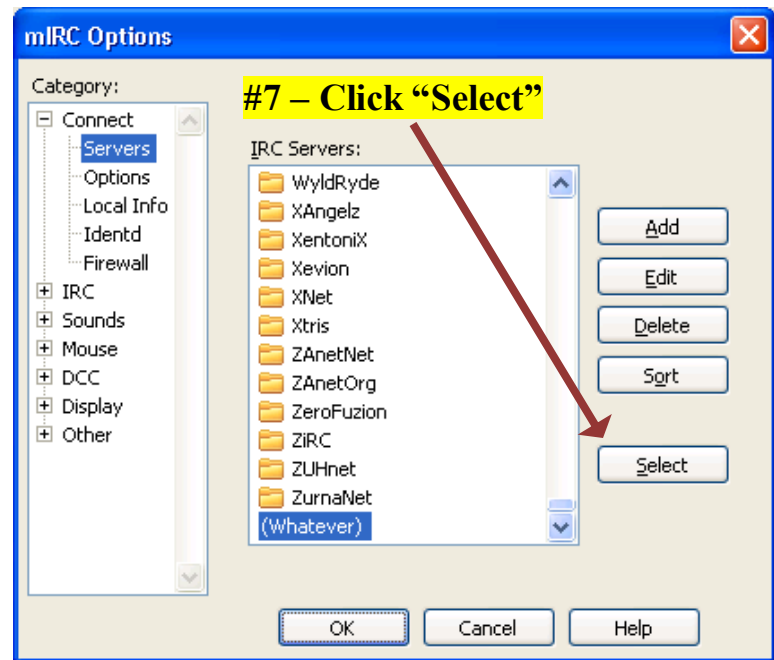 mIRC Options
Category:
#7 – Click “Select”
Connect
Servers
Options
Local Info
Identd
Firewall
IRC
Sounds
Mouse
DCC
Display
Other
IRC Servers:
WyldRyde
XAngelz
XentoniX
Xevion
XNet
Xtris
ZAnetNet
ZAnetOrg
ZeroFuzion
ZiRC
ZUHnet
ZurnaNet
(Whatever)
Add
Edit
Delete
Sort
Select
OK
Cancel
Help